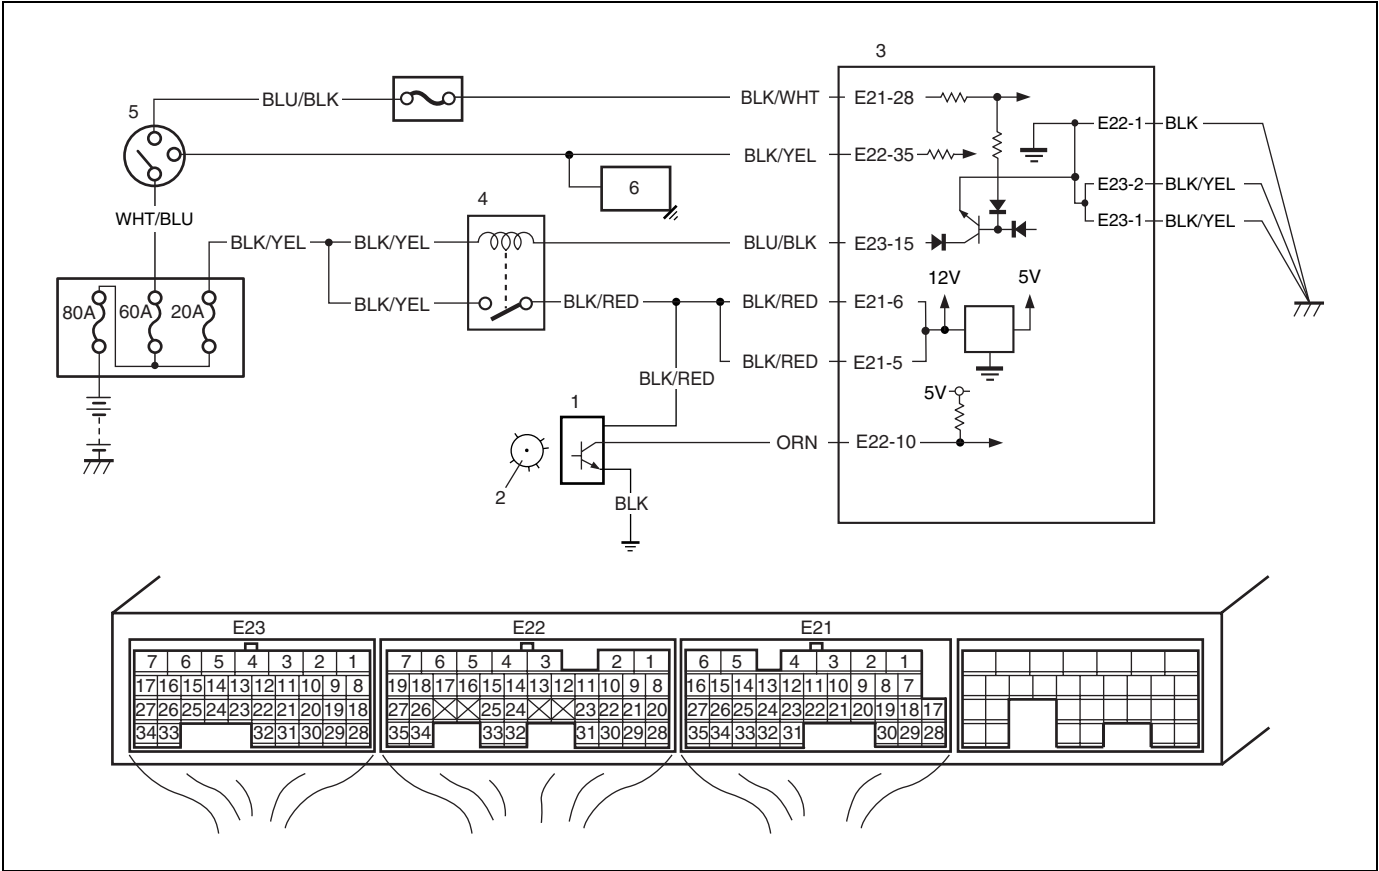 3
BLU/BLK
BLK/WHT
E21-28
5
E22-1
BLK
BLK/YEL
E22-35
6
4
E23-2
BLK/YEL
WHT/BLU
E23-1
BLK/YEL
BLK/YEL
BLK/YEL
BLU/BLK
E23-15
12V
5V
BLK/YEL
BLK/RED
BLK/RED
E21-6
80A
60A
20A
BLK/RED
E21-5
BLK/RED
5V
1
ORN
E22-10
2
BLK
E23
E22
E21
7 6 5 4 3 2 1
17 16 15 14 13 12 11 10 9 8
27 26 25 24 23 22 21 20 19 18
34 33 32 31 30 29 28
7 6 5 4 3 2 1
19 18 17 16 15 14 13 12 11 10 9 8
27 26 25 24 23 22 21 20
35 34 33 32 31 30 29 28
6 5 4 3 2 1
16 15 14 13 12 11 10 9 8 7
27 26 25 24 23 22 21 20 19 18 17
35 34 33 32 31 30 29 28